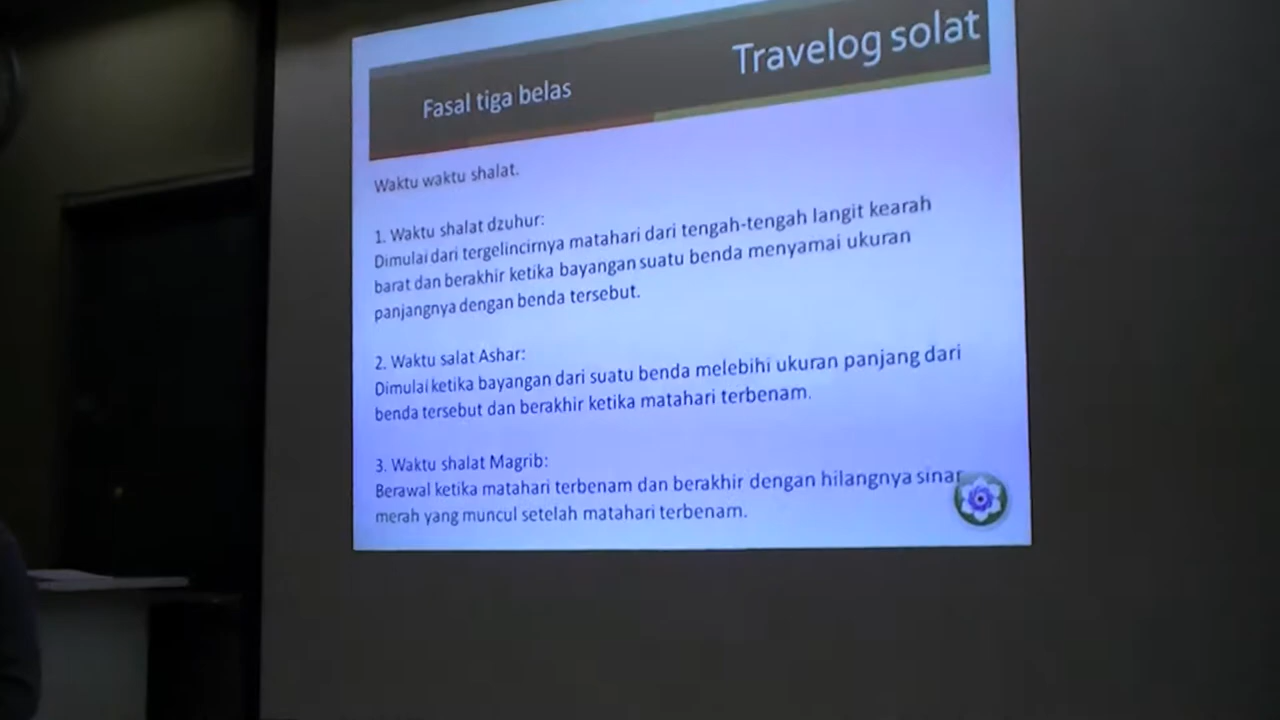 Travelog solat
Fasal tiga belas
Waktu waktu shalat.
1. Waktu shalat dzuhur:
Dimulai dari tergelincirnya matahari dari tengah-tengah langit kearah
barat dan berakhir ketika bayangan suatu benda menyamai ukuran
panjangnya dengan benda tersebut.
2. Waktu salat Ashar:
Dimulai ketika bayangan dari suatu benda melebihi ukuran panjang dari
benda tersebut dan berakhir ketika matahari terbenam.
3. Waktu shalat Magrib:
Berawal ketika matahari terbenam dan berakhir dengan hilangnya sinar
merah yang muncul setelah matahari terbenam.